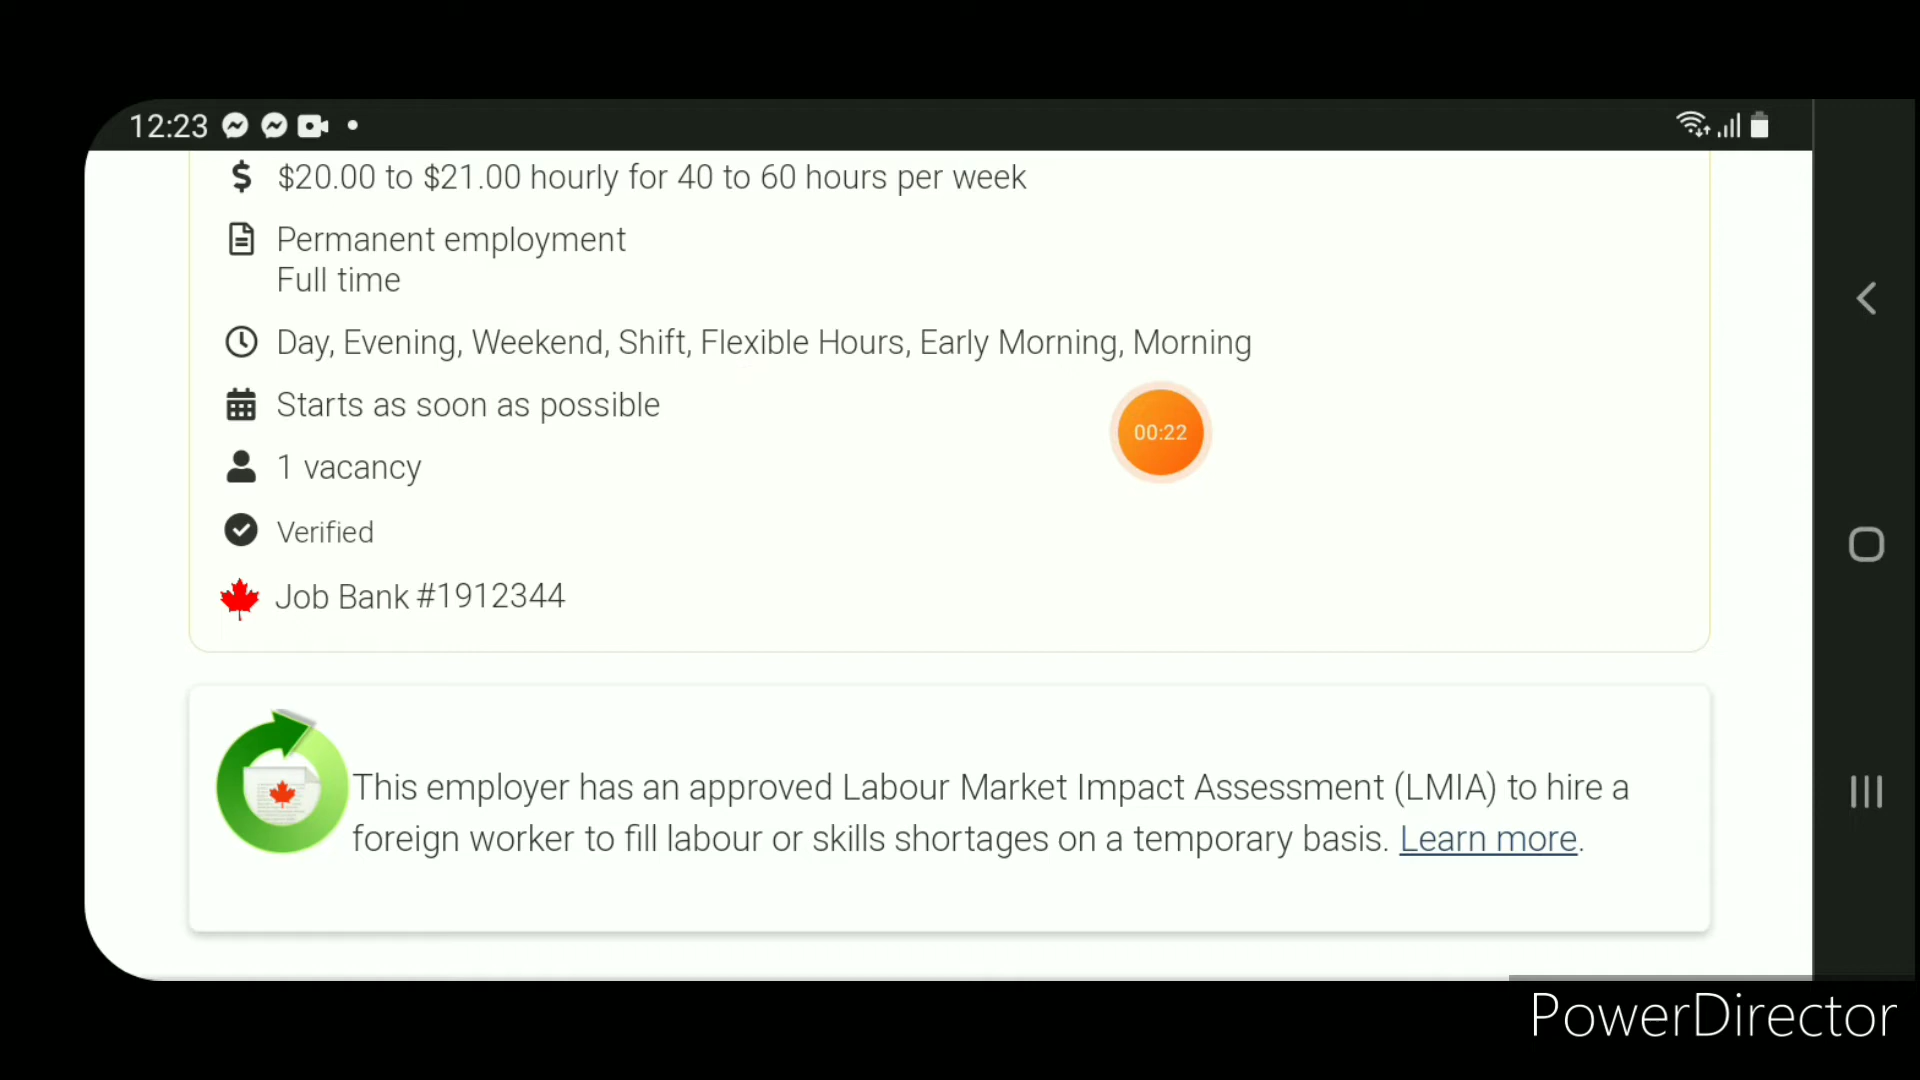 12:23
$20.00 to $21.00 hourly for 40 to 60 hours per week
Permanent employment
Full time
Day, Evening, Weekend, Shift, Flexible Hours, Early Morning, Morning
Starts as soon as possible
00:22
1 vacancy
Verified
Job Bank #1912344
This employer has an approved Labour Market Impact Assessment (LMIA) to hire a
foreign worker to fill labour or skills shortages on a temporary basis. Learn more.
PowerDirector